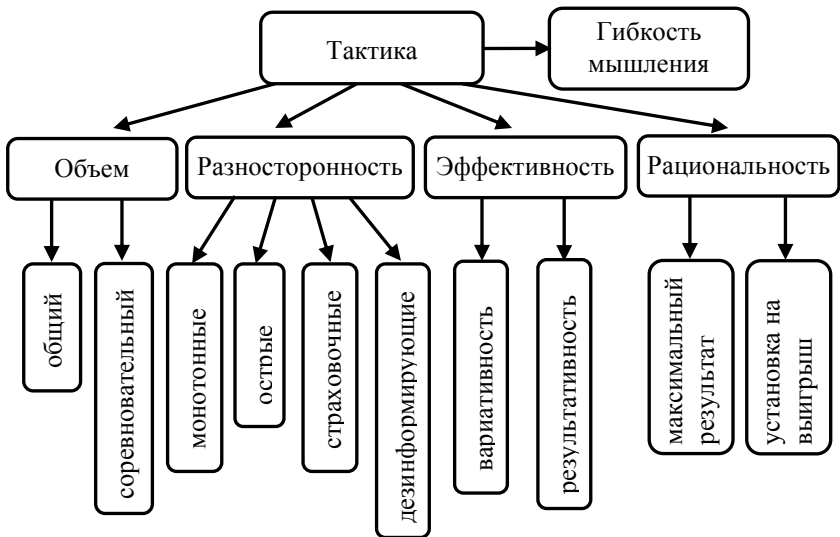 Тактика
Гибкость
мышления
Объем
Разносторонность
Эффективность
Рациональность
общий
соревновательный
монотонные
острые
страховочные
дезинформирующие
вариативность
результативность
максимальный
результат
установка на
выигрыш